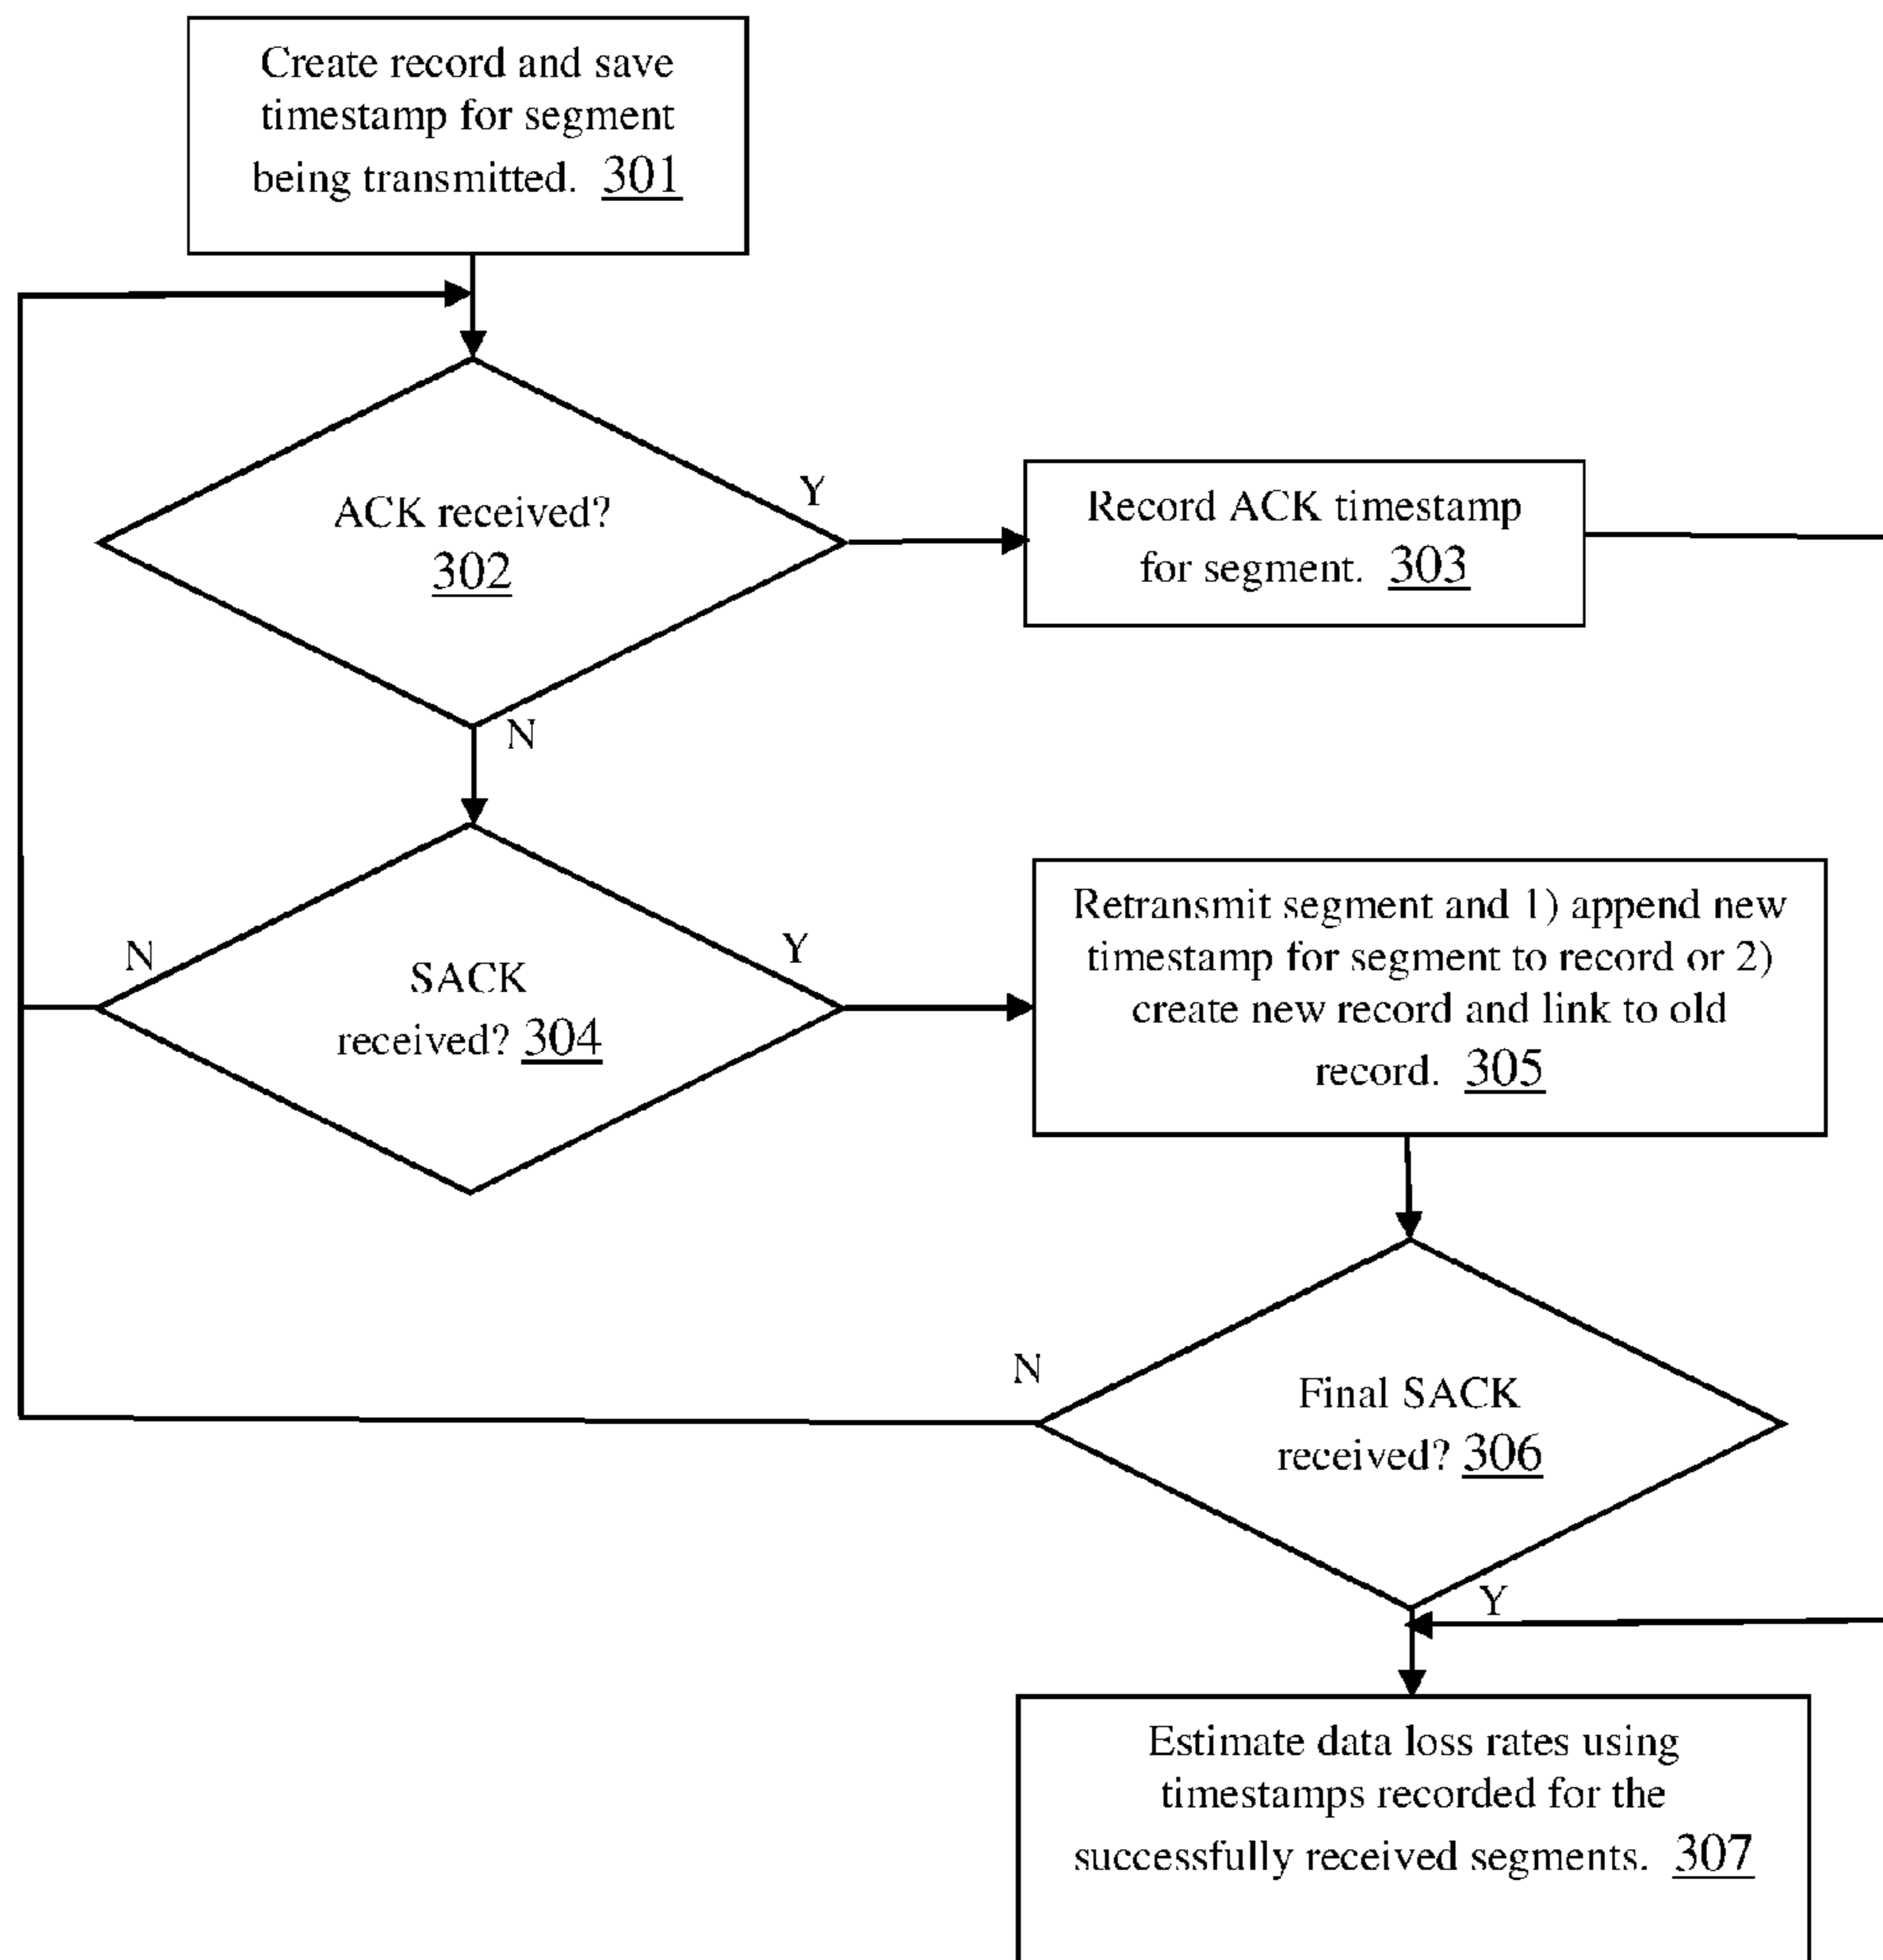 Create record and save
timestamp for segment
being transmitted. 301
ACK received?
302
Y
N
Record ACK timestamp
for segment. 303
SACK
received? 304
N
Y
Retransmit segment and 1) append new
timestamp for segment to record or 2)
create new record and link to old
record. 305
Final SACK
received? 306
N
Y
Estimate data loss rates using
timestamps recorded for the
successfully received segments. 307